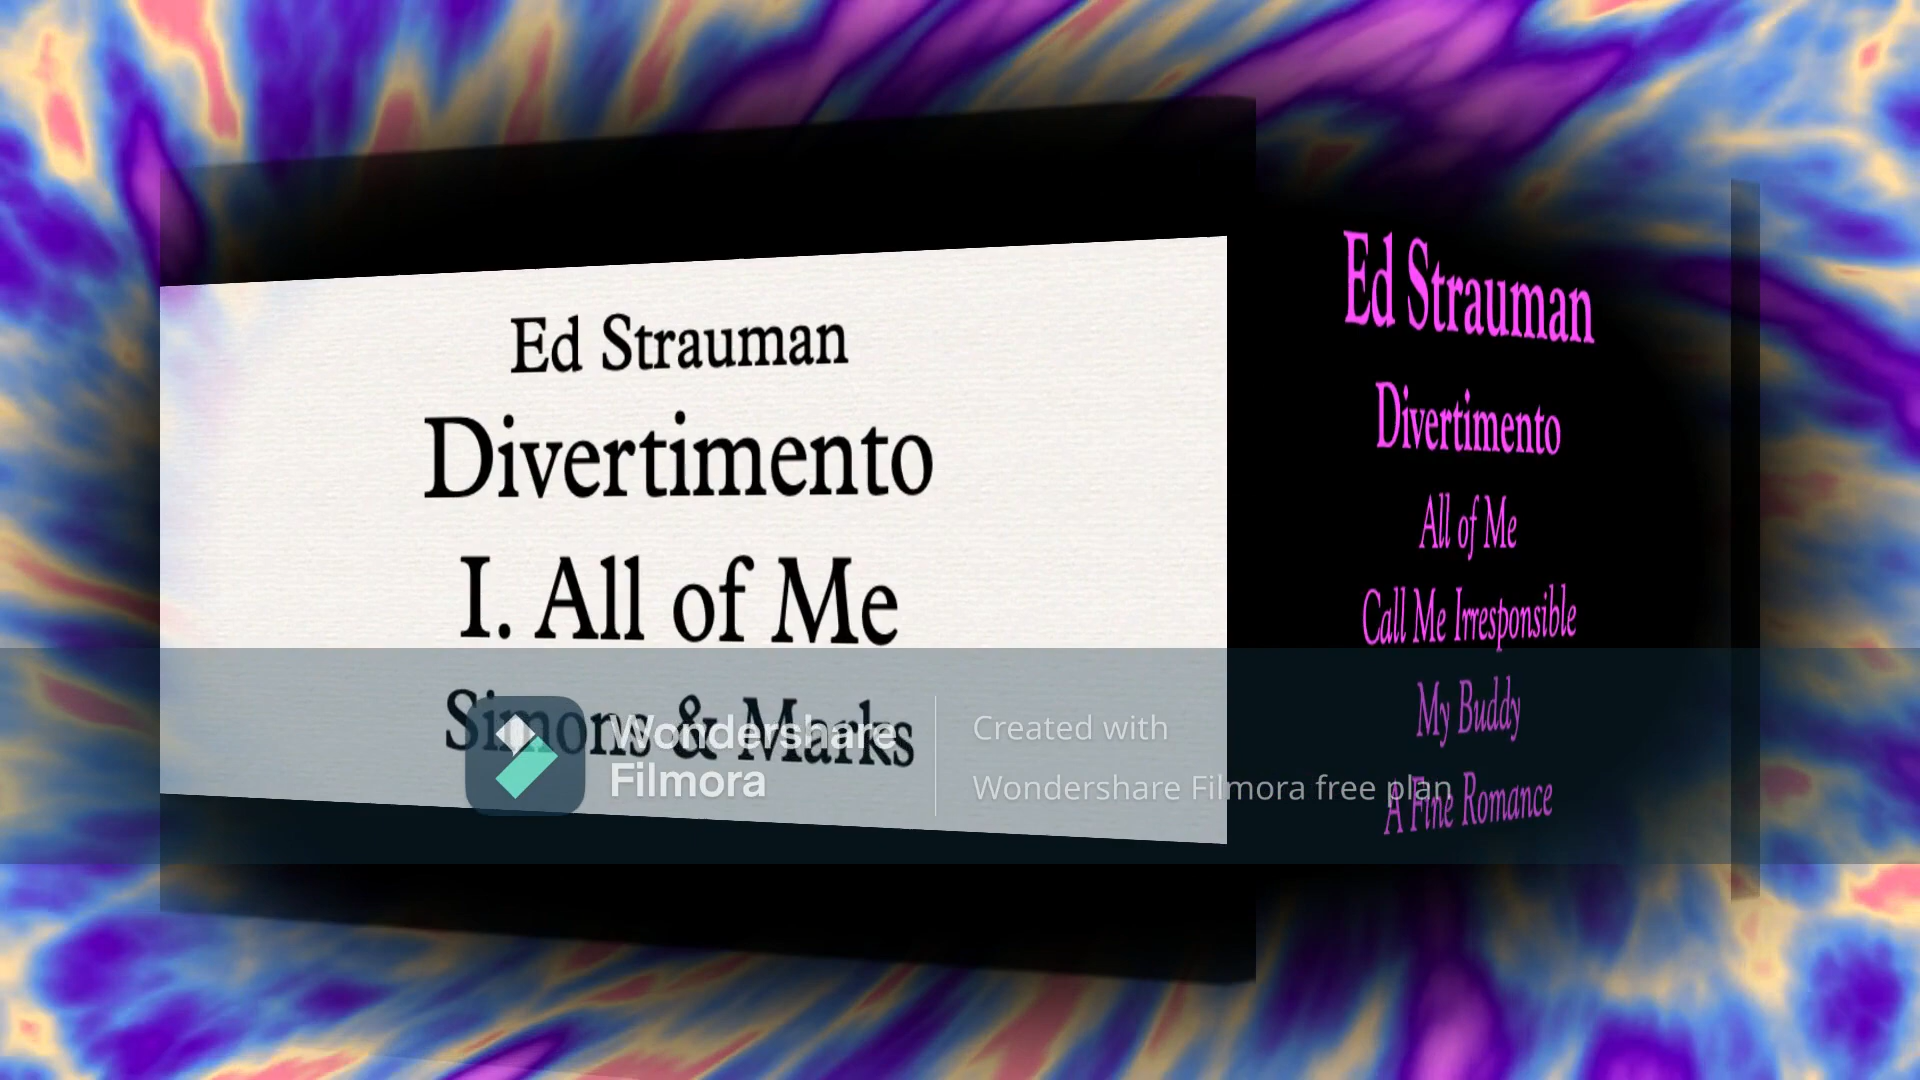 Ed Strauman
Divertimento
I. All of Me
Simons & Marks
Wondershare
Filmora
Created with
Wondershare Filmora free plan
Ed Strauman
Divertimento
All of Me
Call Me Irresponsible
My Buddy
A Fine Romance